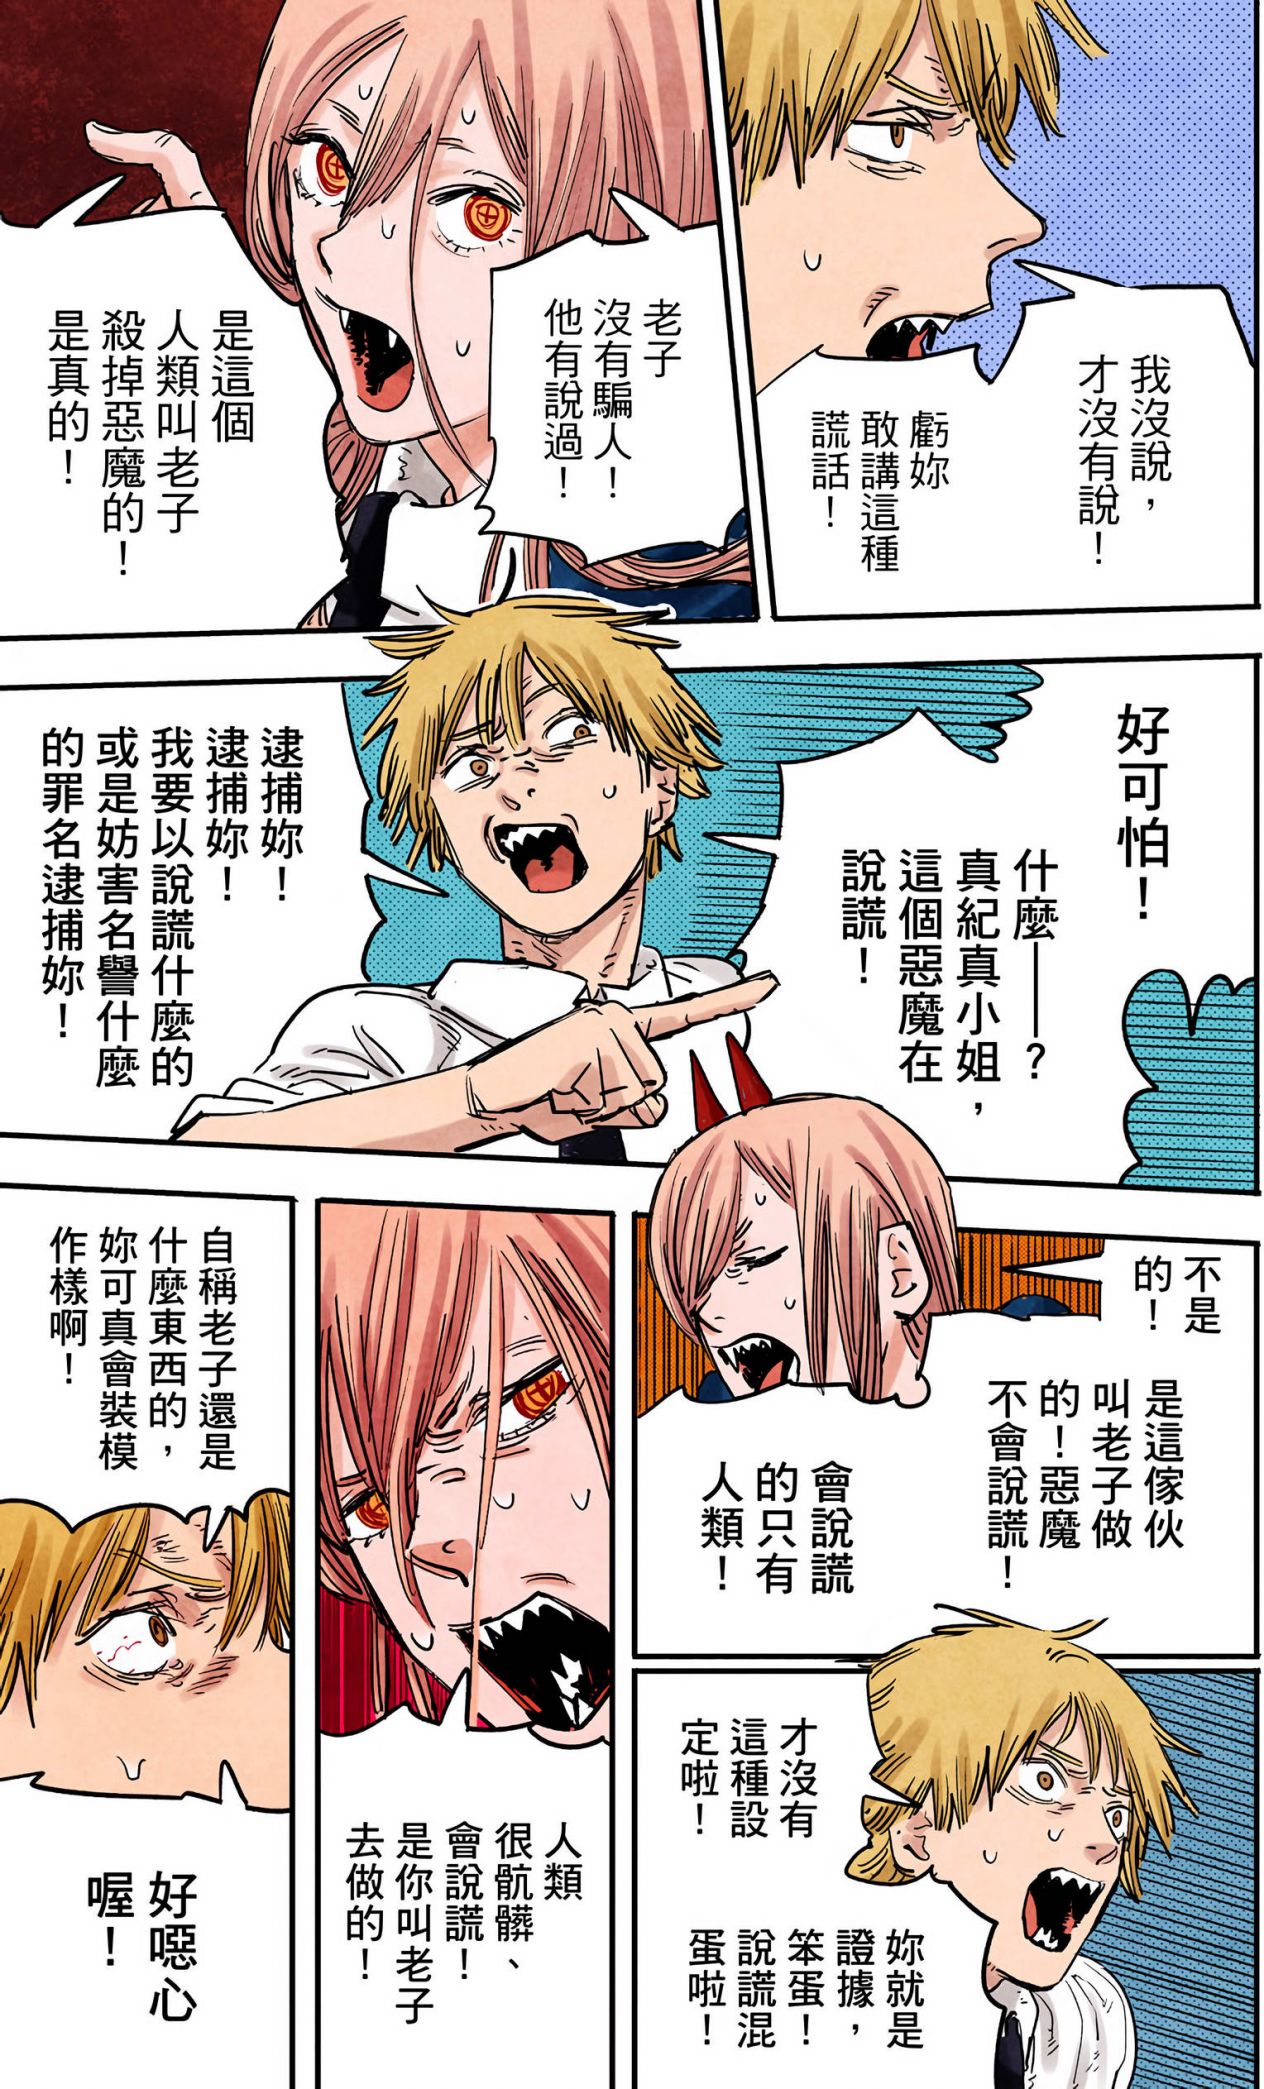 我沒說，
才沒有說！
虧妳
敢講這種
謊話！
老子
沒有騙人！
他有說過！
是這個
人類叫老子
殺掉惡魔的！
是真的！
好可怕！
什麼——？
真紀真小姐，
這個惡魔在
說謊！
逮捕妳！
逮捕妳！
我要以說謊什麼的
或是妨害名譽什麼
的罪名逮捕妳！
不是
的！
是這傢伙
叫老子做
的！惡魔
不會說謊！
會說謊
的只有
人類！
才沒有
這種設
定啦！
妳就是
證據，
笨蛋！
說謊混
蛋啦！
人類
很骯髒、
會說謊！
是你叫老子
去做的！
自稱老子還是
什麼東西的，
妳可真會裝模
作樣啊！
好噁心
喔！